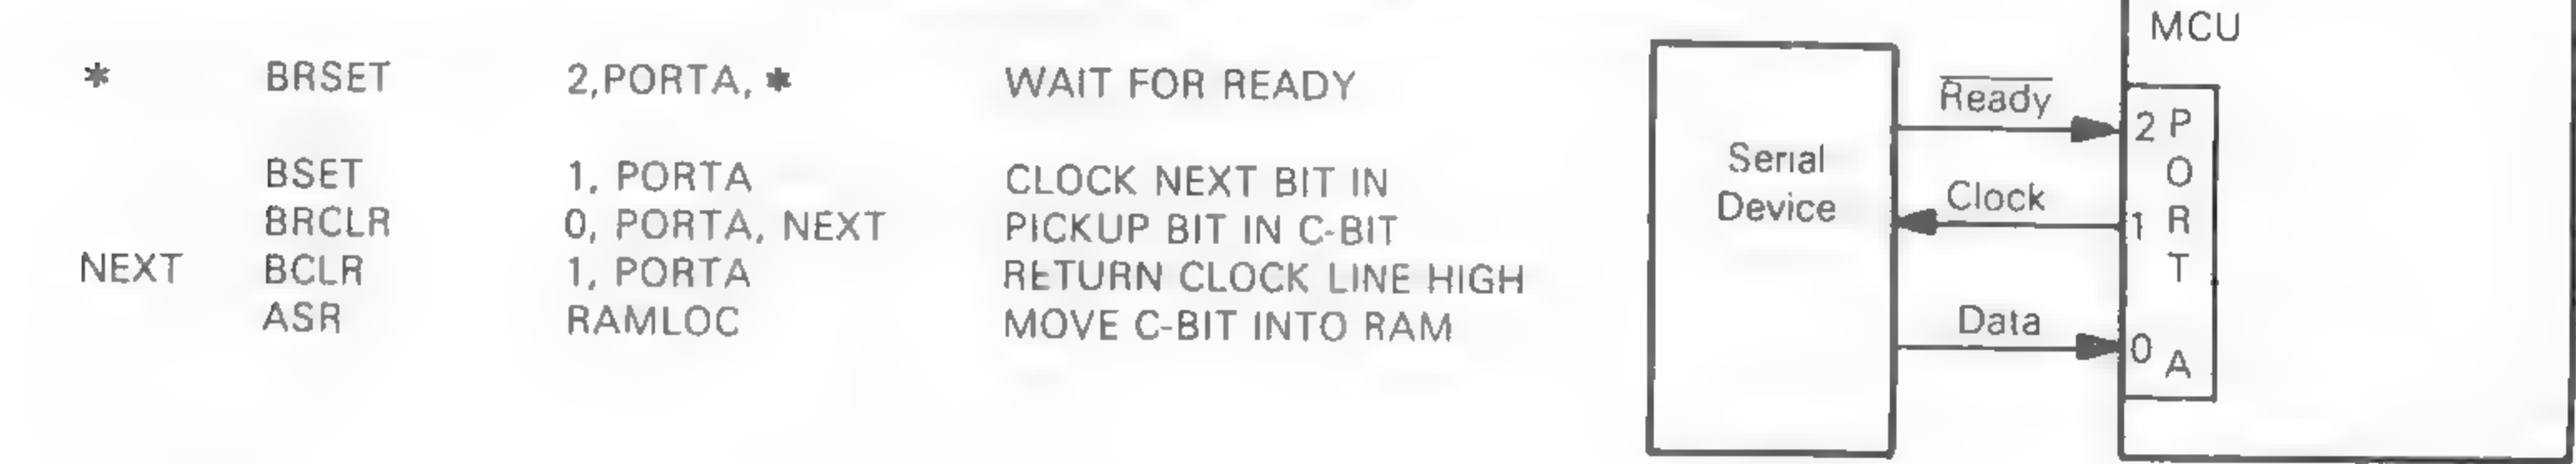 * BRSET 2,PORTA, * WAIT FOR READY
BSET 1, PORTA CLOCK NEXT BIT IN
BRCLR 0, PORTA, NEXT PICKUP BIT IN C-BIT
NEXT BCLR 1, PORTA RETURN CLOCK LINE HIGH
ASR RAMLOC MOVE C-BIT INTO RAM
Serial
Device
Ready
Clock
Data
MCU
2
1
0
PORT A